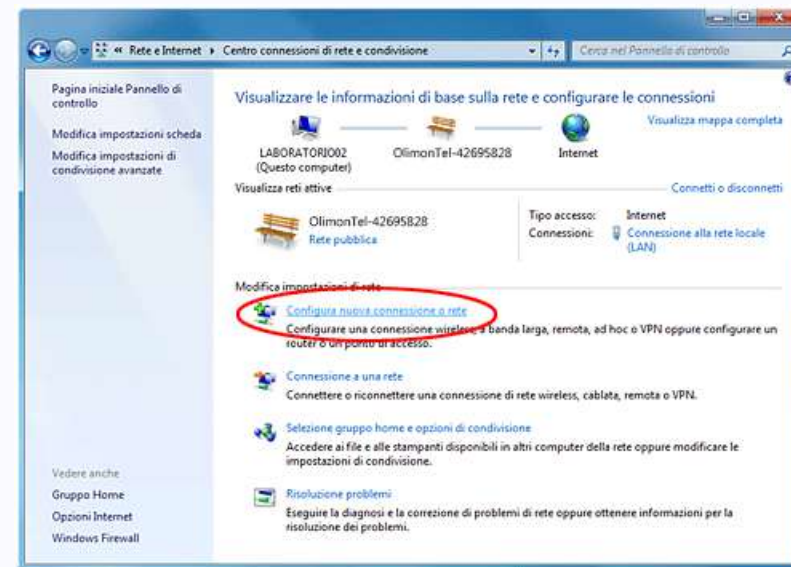 Rete e Internet
Centro connessioni di rete e condivisione
Cerca nel Pannello di controllo
Pagina iniziale Pannello di
controllo
Modifica impostazioni scheda
Modifica impostazioni di
condivisione avanzate
Vedere anche
Gruppo Home
Opzioni Internet
Windows Firewall
Visualizzare le informazioni di base sulla rete e configurare le connessioni
Visualizza mappa completa
LABORATORIO02
(Questo computer)
OlimonTel-42695828
Internet
Visualizza reti attive
Connetti o disconnetti
OlimonTel-42695828
Rete pubblica
Tipo accesso: Internet
Connessioni: Connessione alla rete locale
(LAN)
Modifica impostazioni di rete
Configura nuova connessione o rete
Configurare una connessione wireless, a banda larga, remota, ad hoc o VPN oppure configurare un
router o un punto di accesso.
Connessione a una rete
Connettere o riconnettere una connessione di rete wireless, cablata, remota o VPN.
Selezione gruppo home e opzioni di condivisione
Accedere ai file e alle stampanti disponibili in altri computer della rete oppure modificare le
impostazioni di condivisione.
Risoluzione problemi
Eseguire la diagnosi e la correzione di problemi di rete oppure ottenere informazioni per la
risoluzione dei problemi.